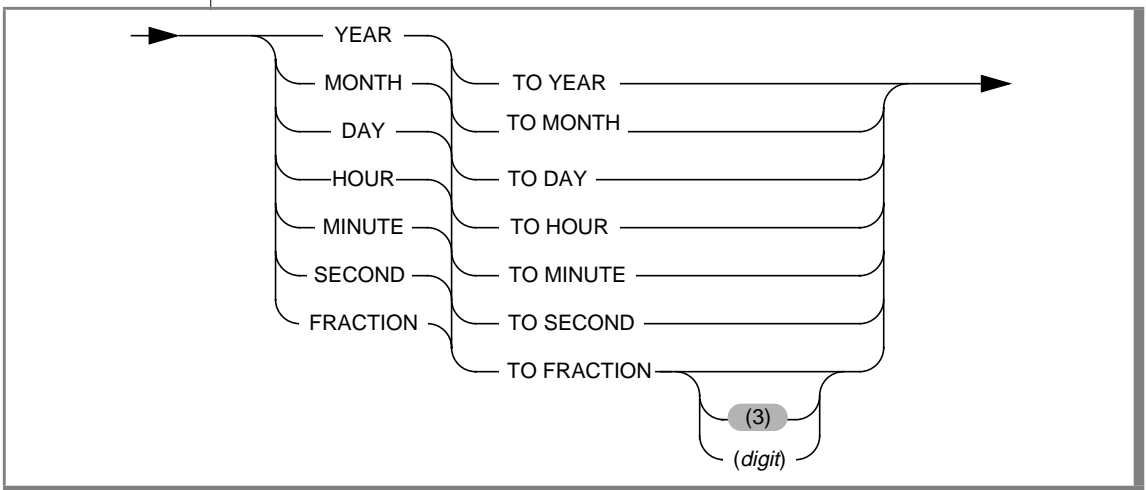 YEAR
MONTH
DAY
HOUR
MINUTE
SECOND
FRACTION
TO YEAR
TO MONTH
TO DAY
TO HOUR
TO MINUTE
TO SECOND
TO FRACTION
(3)
(digit)